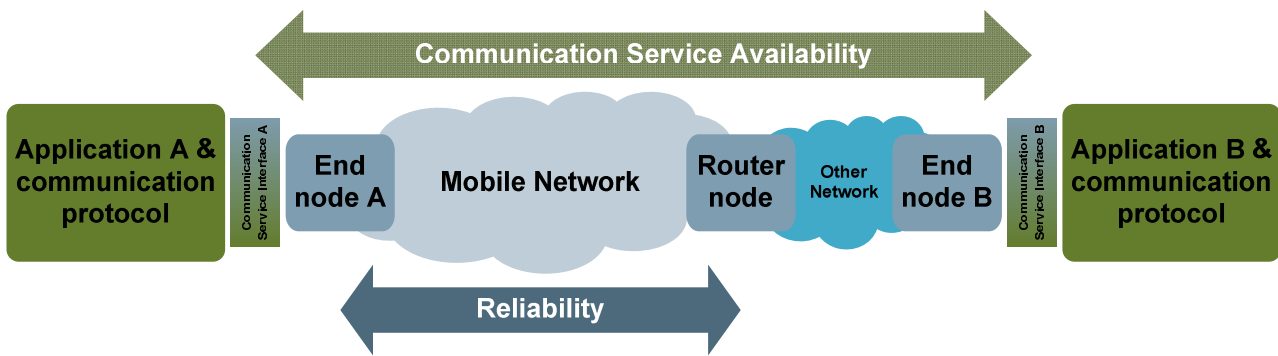 Communication Service Availability
Application A &
communication
protocol
Communication
Service Interface A
End
node A
Mobile Network
Router
node
Other
Network
End
node B
Communication
Service Interface B
Application B &
communication
protocol
Reliability